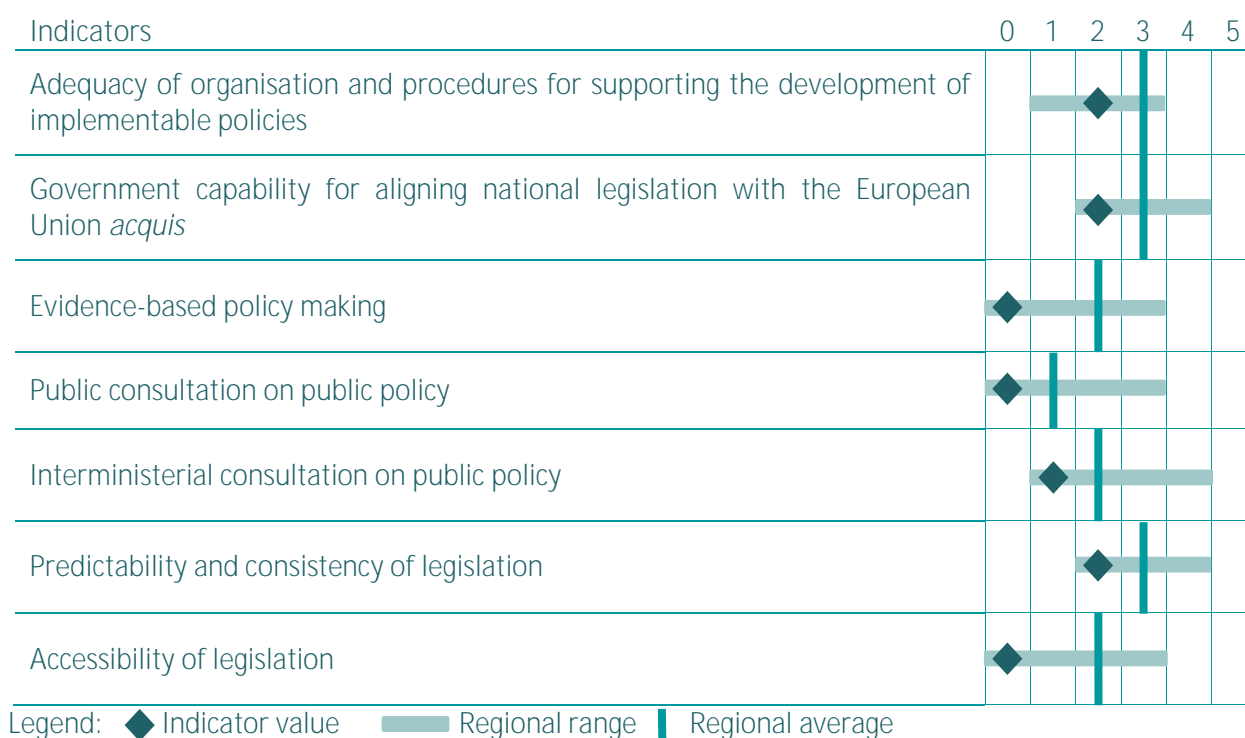 Indicators 0 1 2 3 4 5
Adequacy of organisation and procedures for supporting the development of
implementable policies
Government capability for aligning national legislation with the European
Union acquis
Evidence-based policy making
Public consultation on public policy
Interministerial consultation on public policy
Predictability and consistency of legislation
Accessibility of legislation
Legend: Indicator value Regional range Regional average